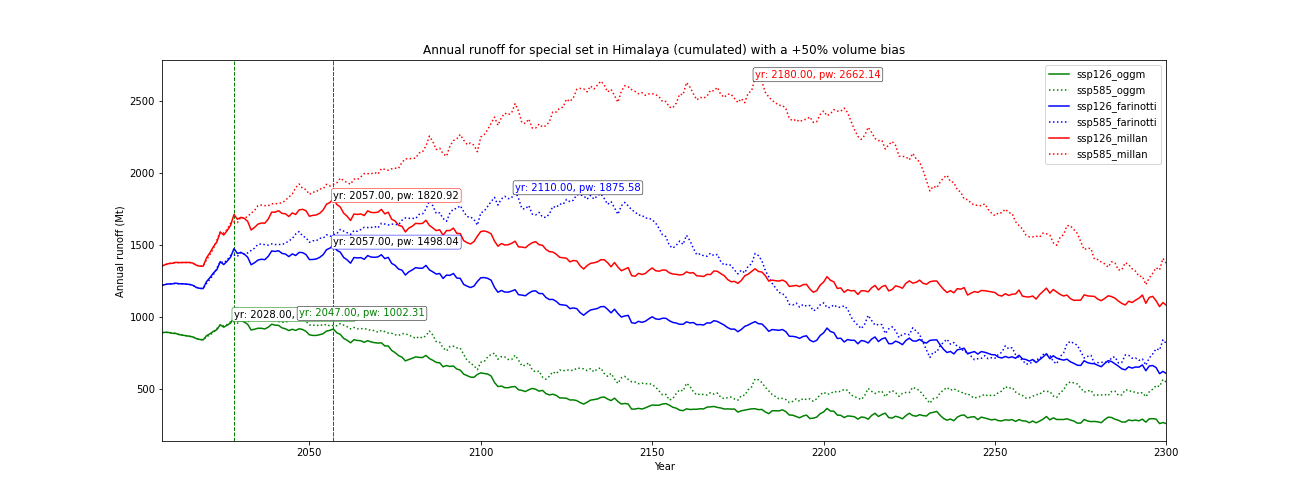 Annual runoff for special set in Himalaya (cumulated) with a +50% volume bias
yr: 2180.00, pw: 2662.14
ssp126_oggm
ssp585_oggm
ssp126_farinotti
ssp585_farinotti
ssp126_millan
ssp585_millan
yr: 2110.00, pw: 1875.58
yr: 2057.00, pw: 1820.92
yr: 2057.00, pw: 1498.04
yr: 2028.00,
yr: 2047.00, pw: 1002.31
Annual runoff (Mt)
2500
2000
1500
1000
500
2050
2100
2150
2200
2250
2300
Year